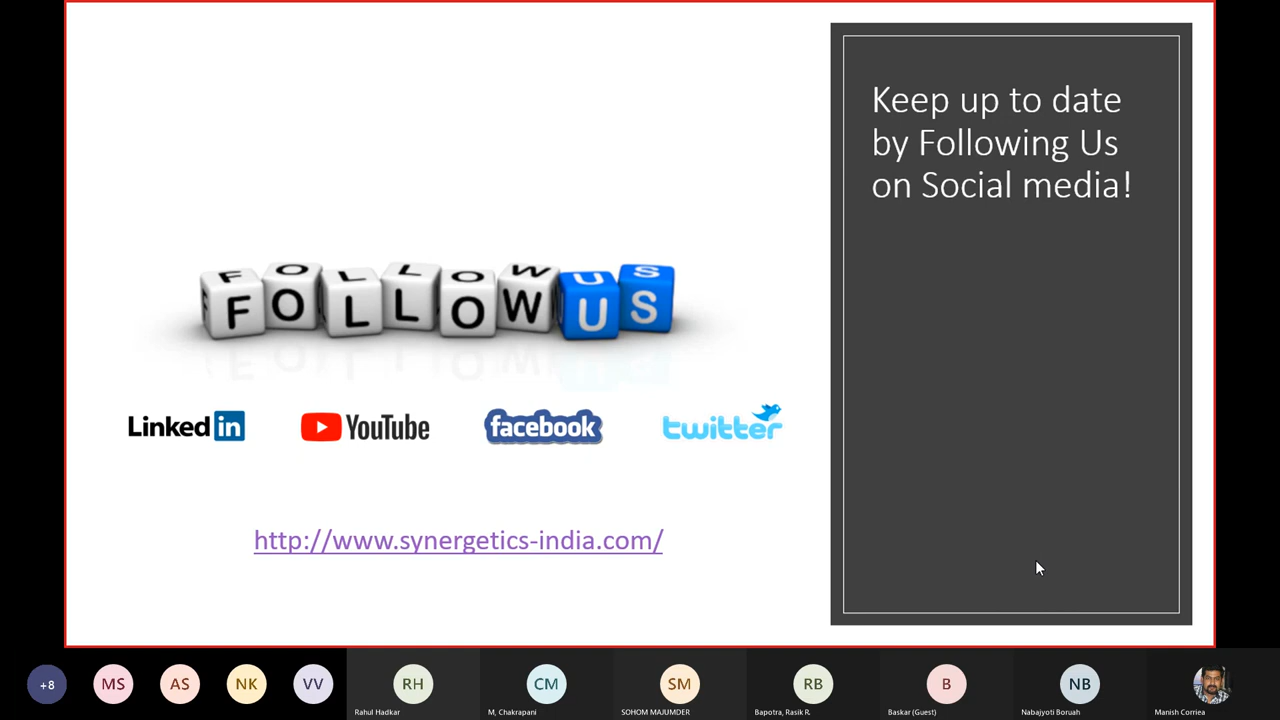 Keep up to date
by Following Us
on Social media!
F O L L O W U S
FOLLOW US
Linked in
YouTube
facebook
twitter
http://www.synergetics-india.com/
+8
MS
AS
NK
VV
RH
Rahul Hadkar
CM
M, Chakrapani
SM
SOHOM MAJUMDER
RB
Bapotra, Rasik R.
B
Baskar (Guest)
NB
Nabajyoti Boruah
Manish Correia